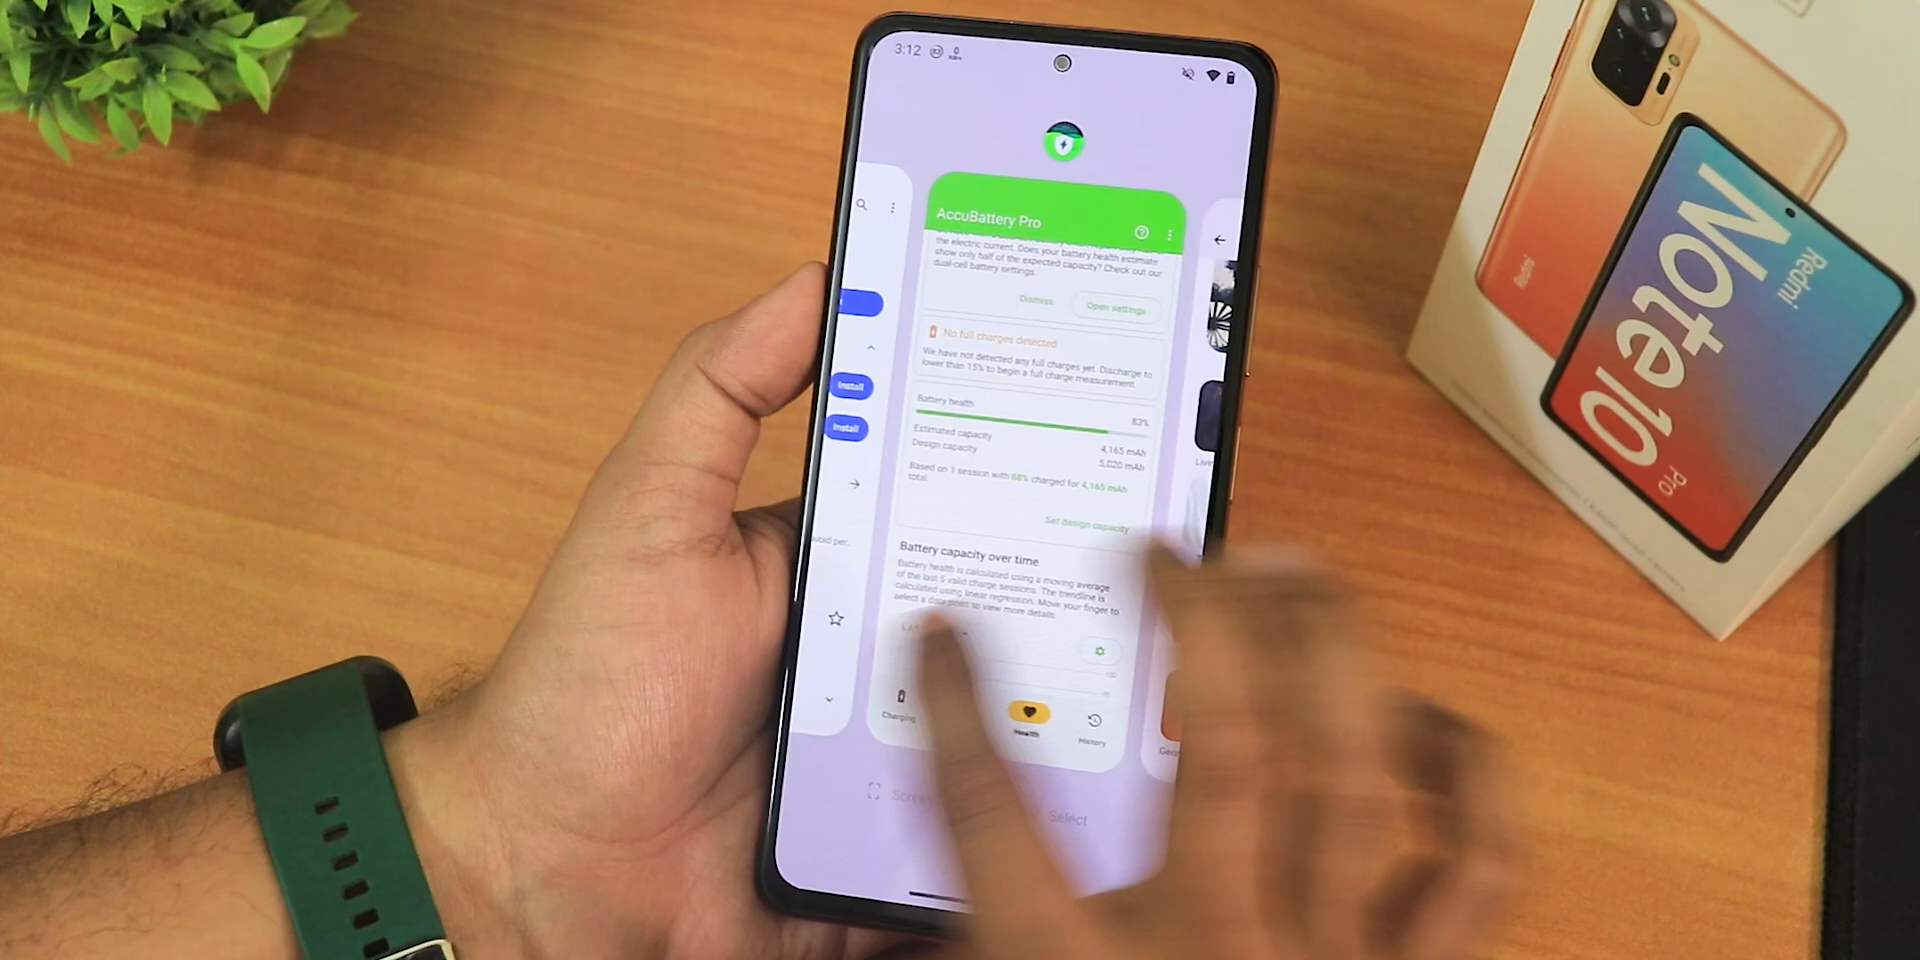 3:12
AccuBattery Pro
the electric current. Does your battery health estimate
show only half of the expected capacity? Check out our
dual-cell battery settings.
Dismiss
Open settings
No full charges detected
We have not detected any full charges yet. Discharge to
lower than 15% to begin a full charge measurement.
Battery health
83%
Estimated capacity
4,165 mAh
Design capacity
5,020 mAh
Based on 1 session with 68% charged for 4,165 mAh
total.
Set design capacity
Battery capacity over time
Battery health is calculated using a moving average
of the last 5 valid charge sessions. The trendline is
calculated using linear regression. Move your finger to
select a data point to view more details.
Charging
Health
History
Install
Install
Select
Redmi
Redmi
Note 10
Pro